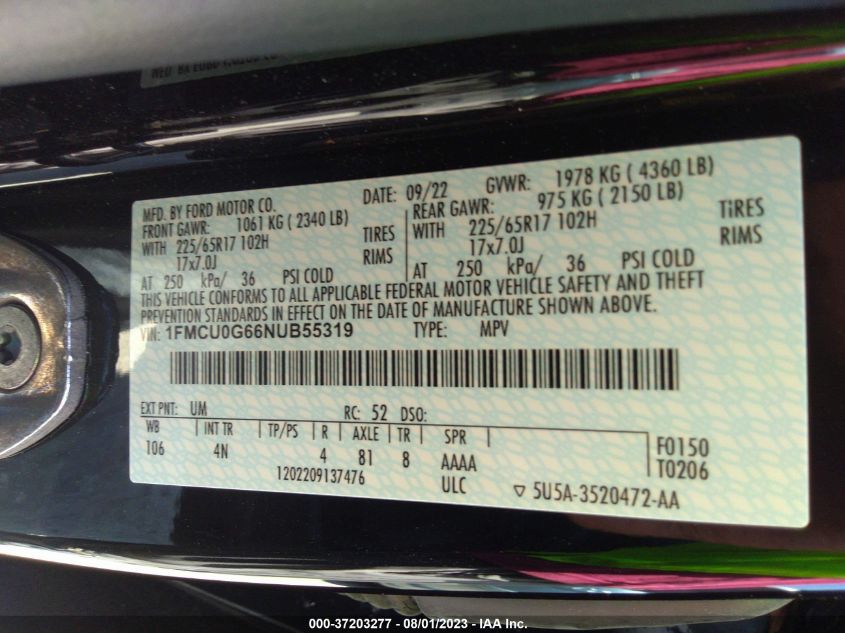 MFD. BY FORD MOTOR CO. DATE: 09/22 GVWR: 1978 KG ( 4360 LB)
FRONT GAWR: 1061 KG ( 2340 LB) REAR GAWR: 975 KG ( 2150 LB)
WITH 225/65R17 102H TIRES WITH 225/65R17 102H TIRES
17x7.0J RIMS 17x7.0J RIMS
AT 250 kPa/ 36 PSI COLD AT 250 kPa/ 36 PSI COLD
THIS VEHICLE CONFORMS TO ALL APPLICABLE FEDERAL MOTOR VEHICLE SAFETY AND THEFT
PREVENTION STANDARDS IN EFFECT ON THE DATE OF MANUFACTURE SHOWN ABOVE.
VIN: 1FMCU0G66NUB55319 TYPE: MPV
EXT PNT: UM RC: 52 DSO:
WB INT TR TP/PS R AXLE TR SPR
106 4N 4 81 8 AAAA F0150
1202209137476 ULC T0206
5U5A-3520472-AA
000-37203277 - 08/01/2023 - IAA Inc.